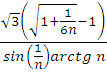 √3(√(1+1/(6n))−1)
sin(1/n)arctg n